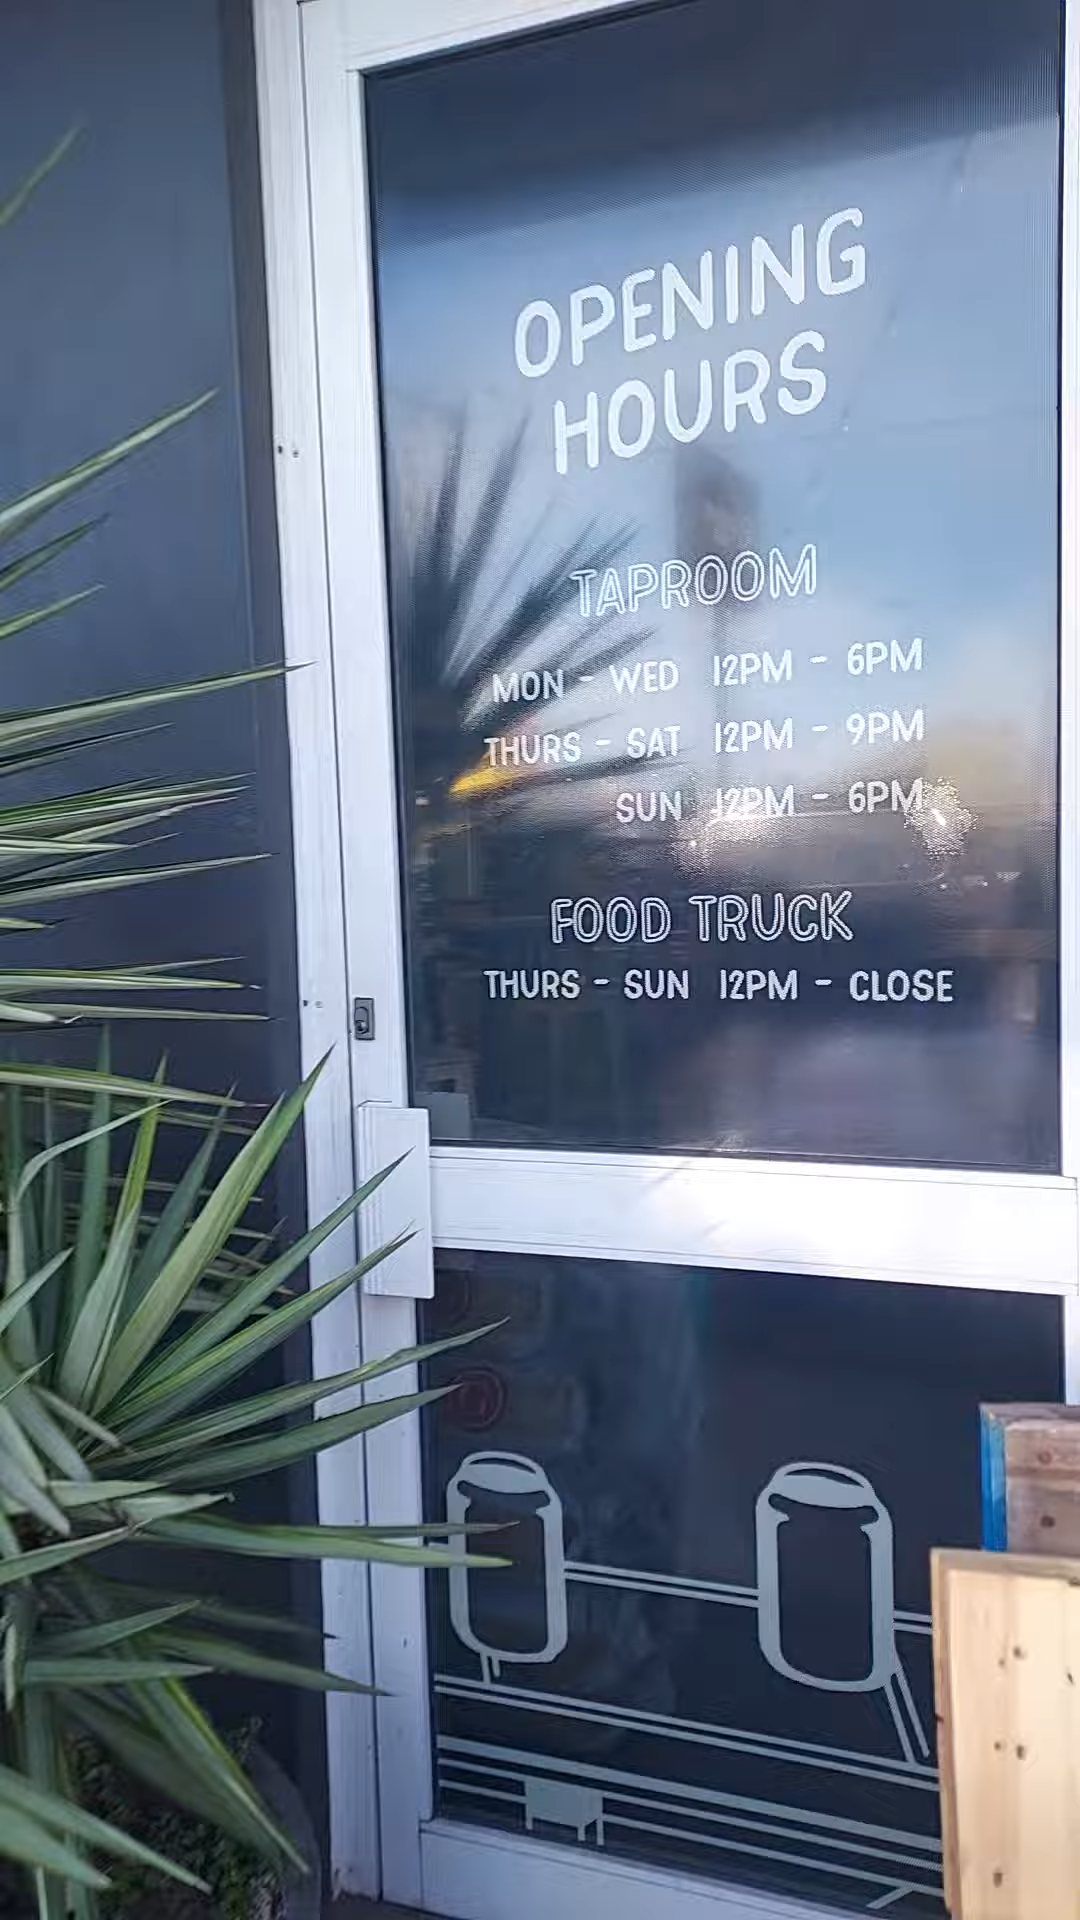 OPENING
HOURS
TAPROOM
MON - WED 12PM - 6PM
THURS - SAT 12PM - 9PM
SUN 12PM - 6PM
FOOD TRUCK
THURS - SUN 12PM - CLOSE